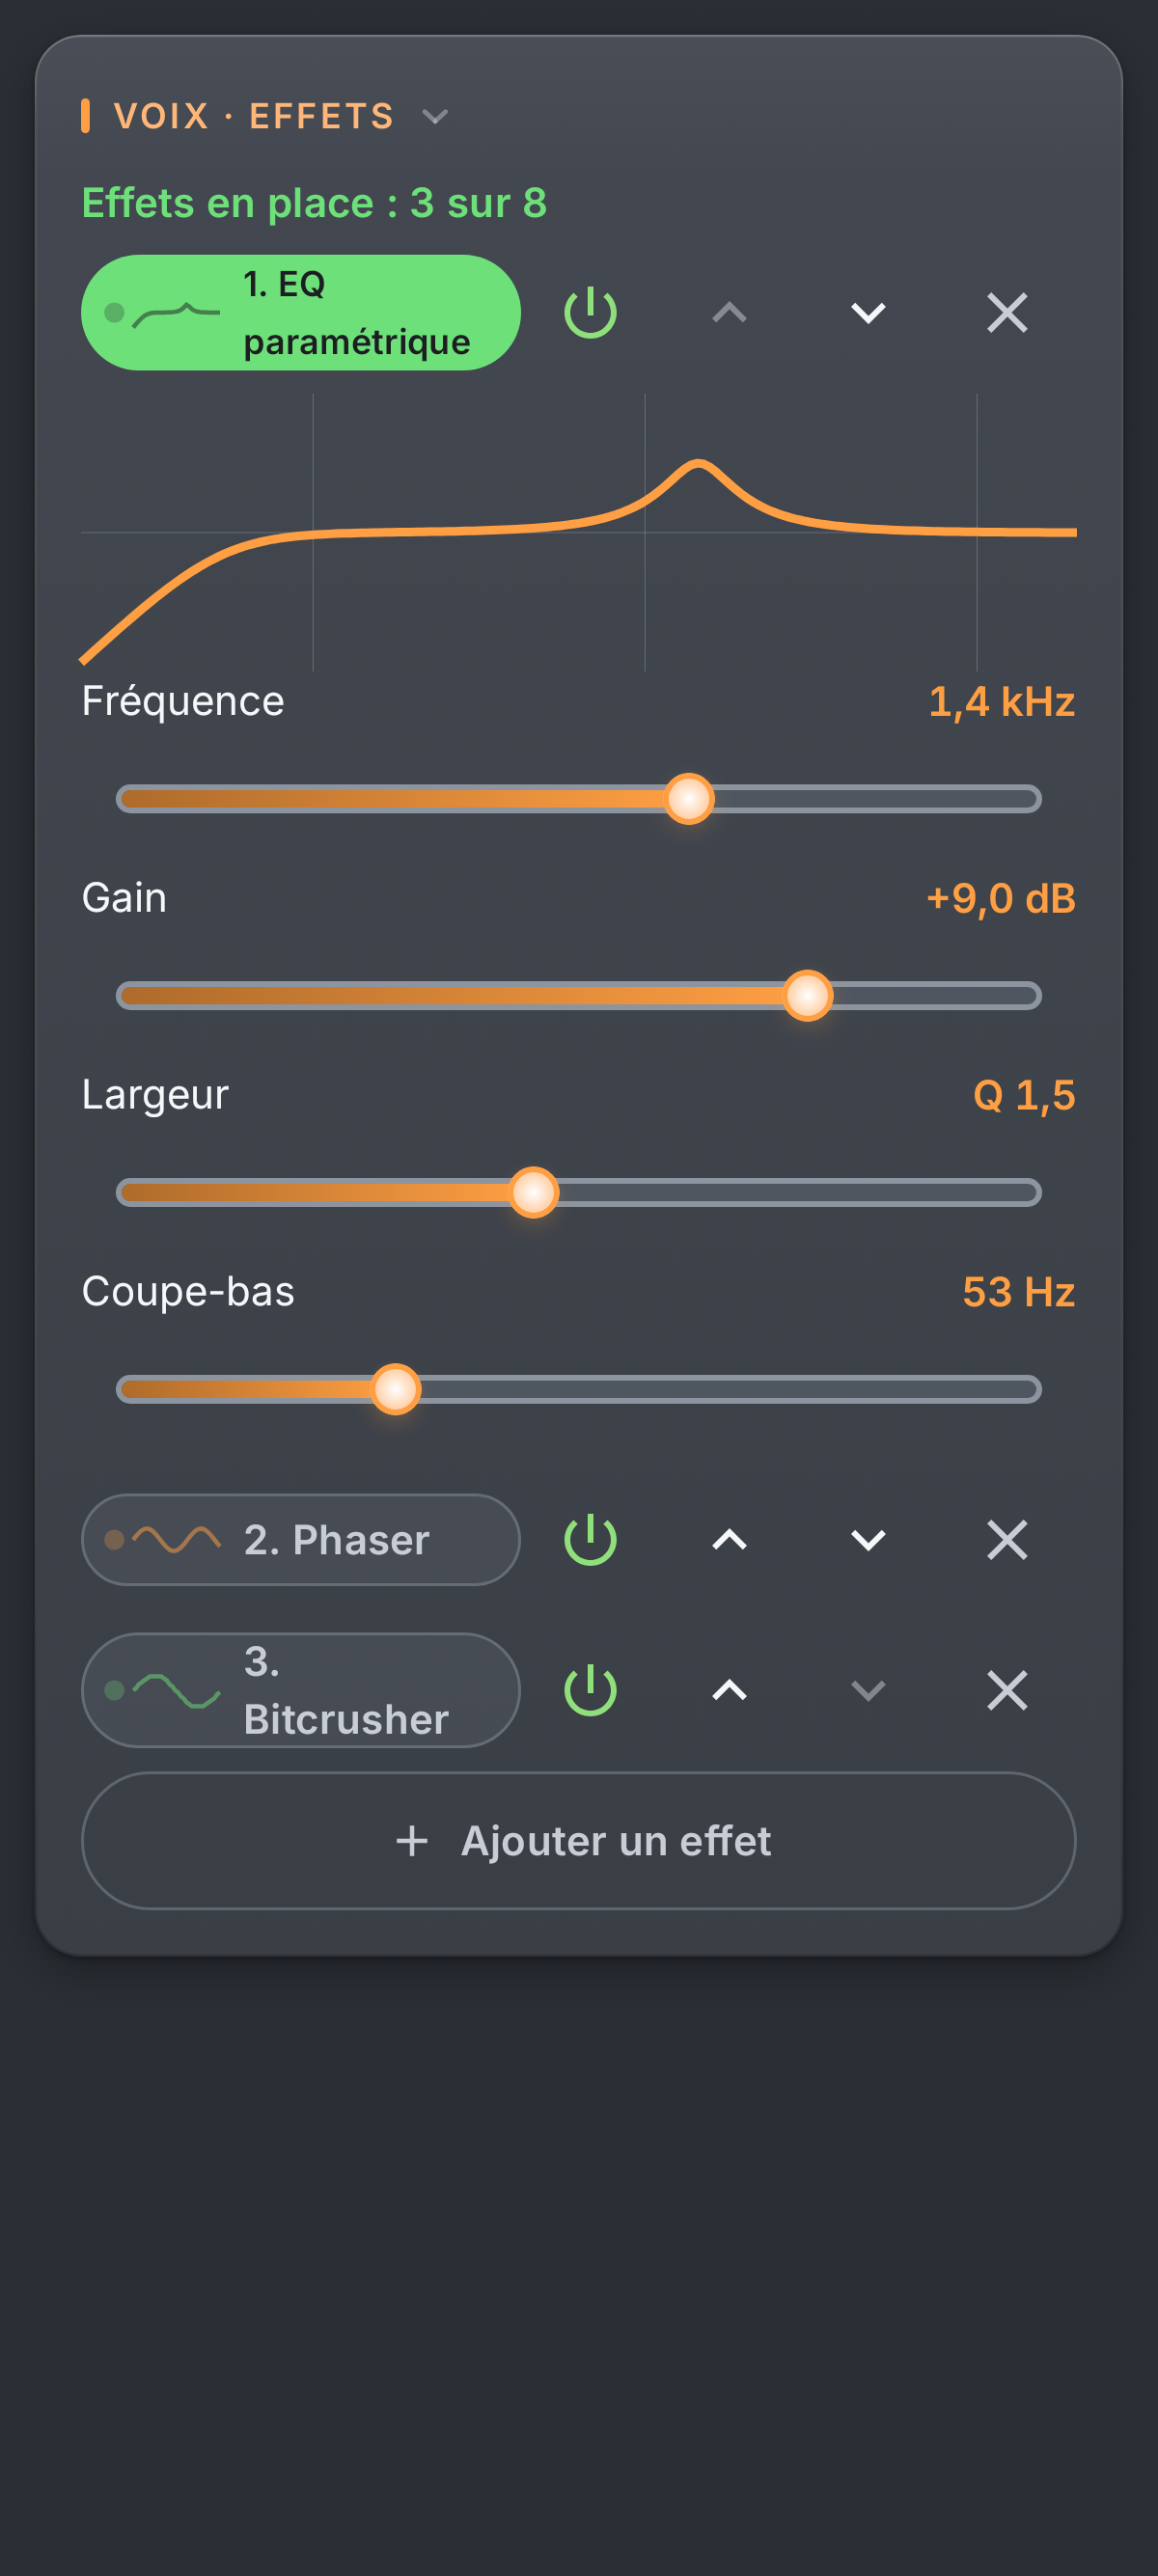 VOIX · EFFETS
Effets en place : 3 sur 8
1. EQ
paramétrique
Fréquence
1,4 kHz
Gain
+9,0 dB
Largeur
Q 1,5
Coupe-bas
53 Hz
2. Phaser
3.
Bitcrusher
+ Ajouter un effet